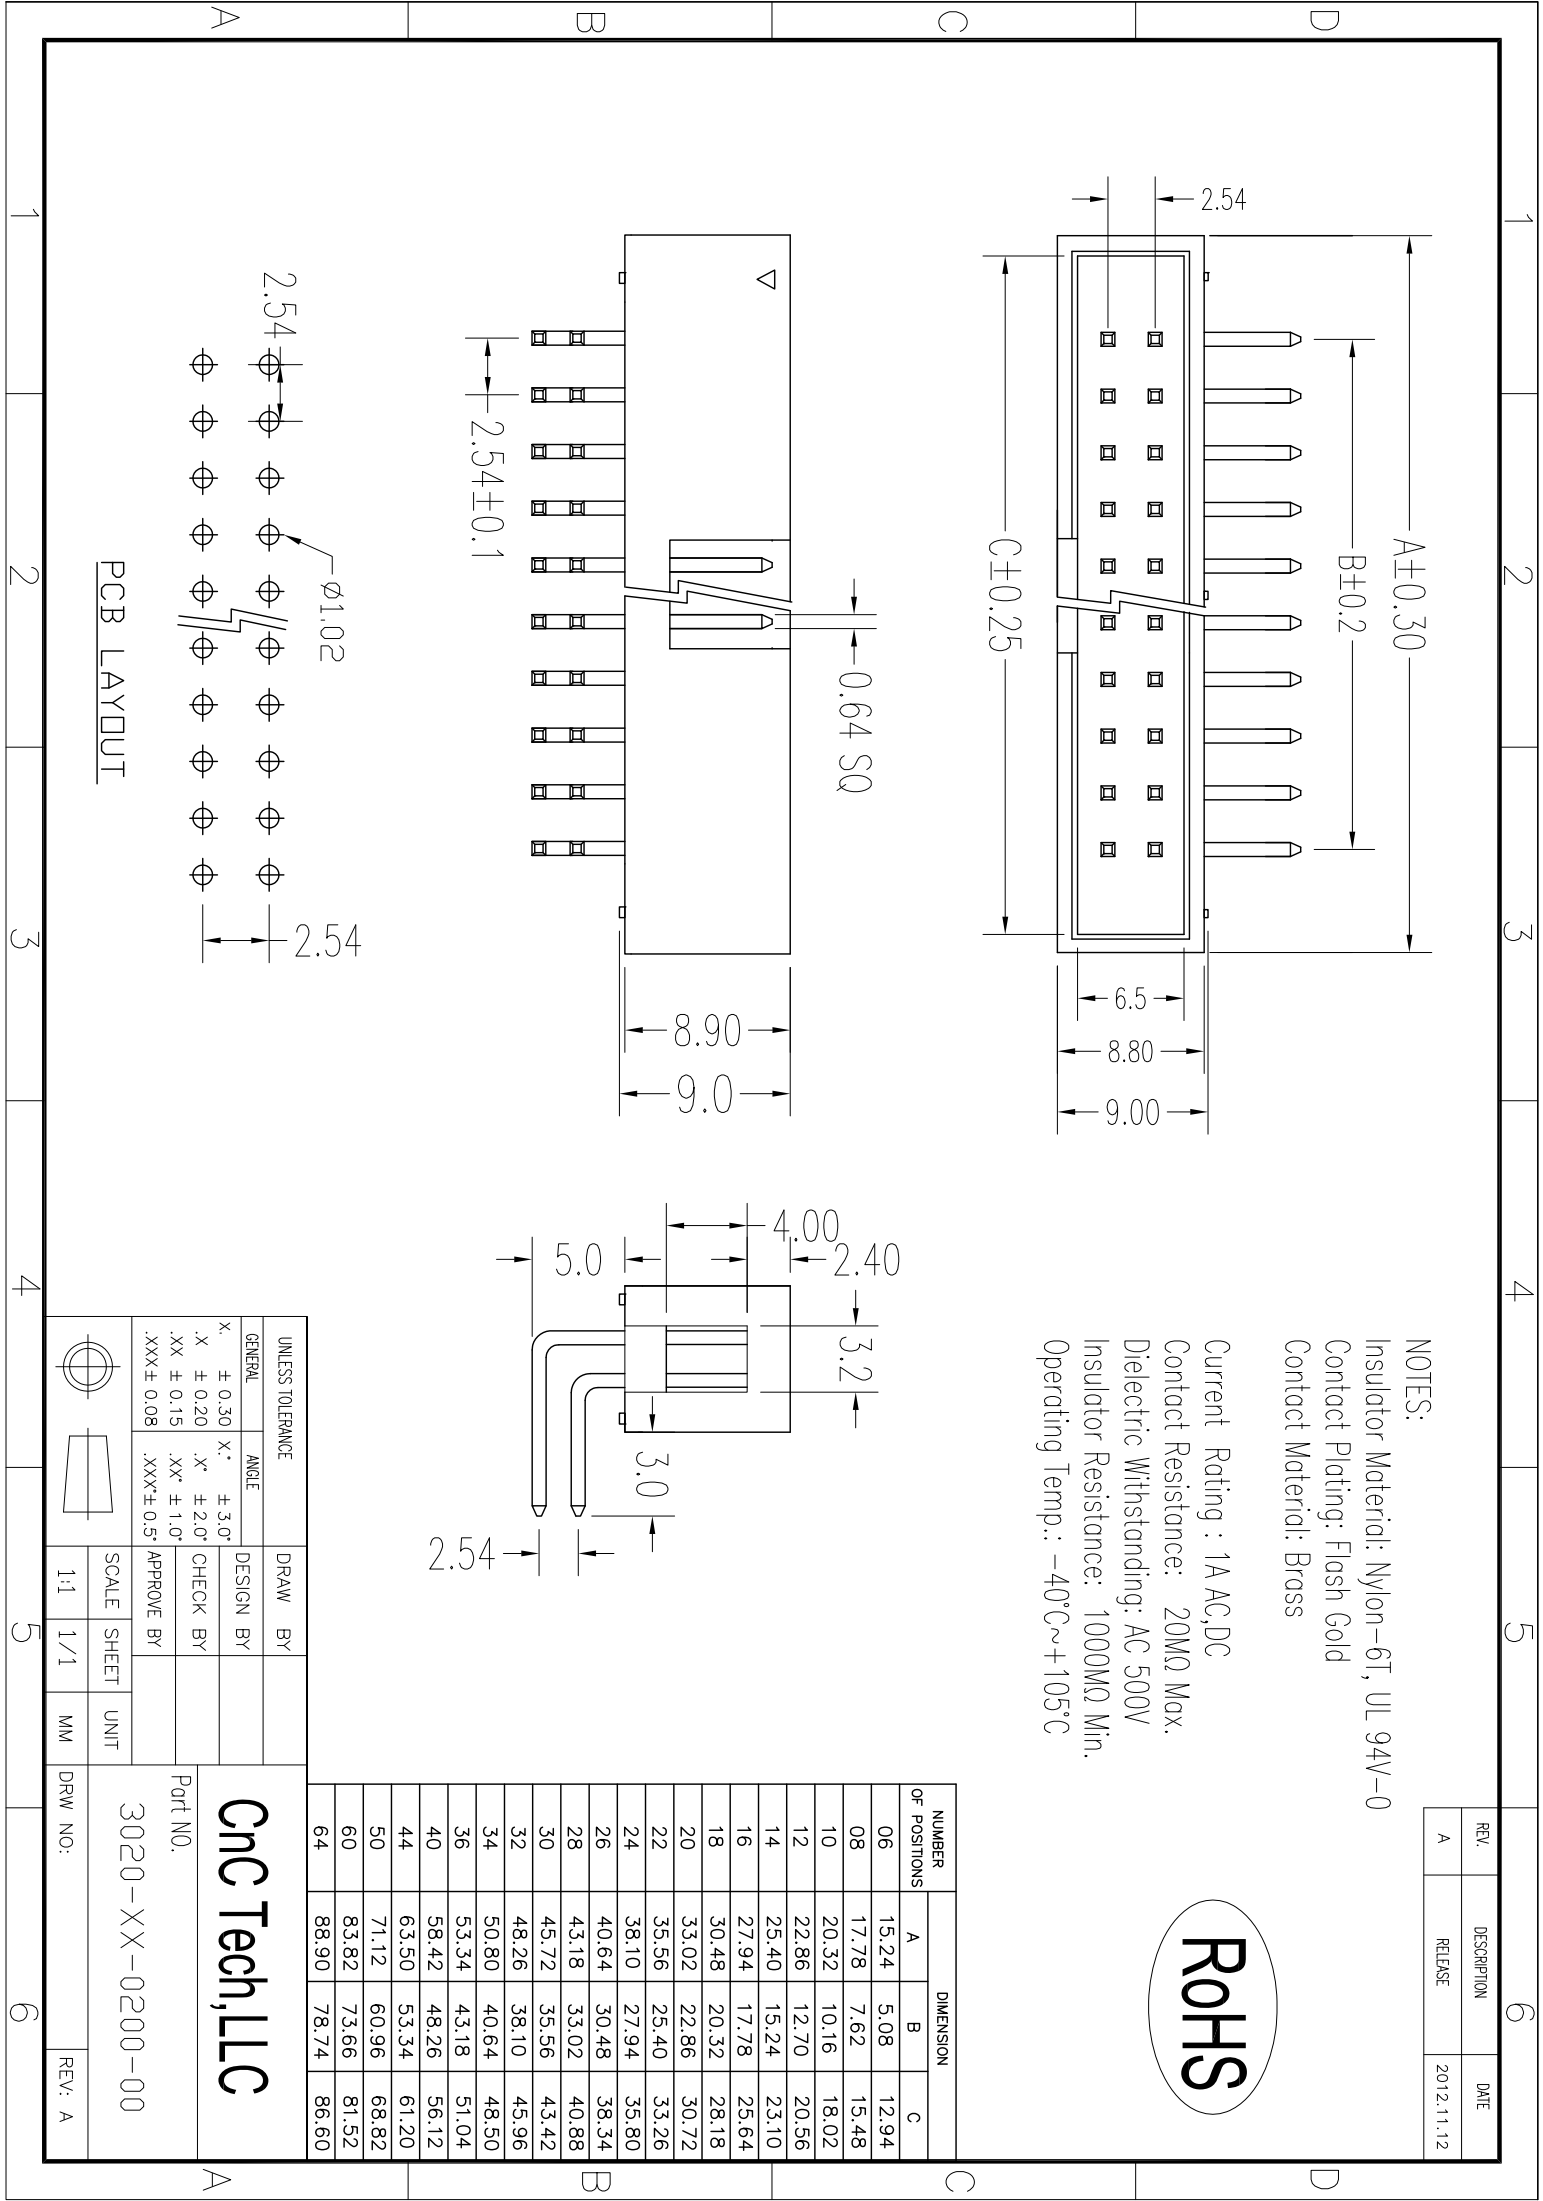 1
2
3
4
5
6
D
C
B
A
REV.
DESCRIPTION
DATE
A
RELEASE
2012.11.12
NOTES:
Insulator Material: Nylon-6T, UL 94V-0
Contact Plating: Flash Gold
Contact Material: Brass
Current Rating : 1A AC,DC
Contact Resistance: 20MΩ Max.
Dielectric Withstanding: AC 500V
Insulator Resistance: 1000MΩ Min.
Operating Temp.: -40°C~+105°C
RoHS
A±0.30
B±0.2
2.54
C±0.25
6.5
8.80
9.00
0.64 SQ
2.54±0.1
8.90
9.0
4.00
2.40
5.0
3.2
3.0
2.54
2.54
Ø1.02
2.54
PCB LAYOUT
NUMBER OF POSITIONS
DIMENSION
A B C
06 15.24 5.08 12.94
08 17.78 7.62 15.48
10 20.32 10.16 18.02
12 22.86 12.70 20.56
14 25.40 15.24 23.10
16 27.94 17.78 25.64
18 30.48 20.32 28.18
20 33.02 22.86 30.72
22 35.56 25.40 33.26
24 38.10 27.94 35.80
26 40.64 30.48 38.34
28 43.18 33.02 40.88
30 45.72 35.56 43.42
32 48.26 38.10 45.96
34 50.80 40.64 48.50
36 53.34 43.18 51.04
40 58.42 48.26 56.12
44 63.50 53.34 61.20
50 71.12 60.96 68.82
60 83.82 73.66 81.52
64 88.90 78.74 86.60
UNLESS TOLERANCE
GENERAL ANGLE
X. ± 0.30 X.° ± 3.0°
.X ± 0.20 .X° ± 2.0°
.XX ± 0.15 .XX° ± 1.0°
.XXX ± 0.08 .XXX° ± 0.5°
DRAW BY
DESIGN BY
CHECK BY
APPROVE BY
SCALE SHEET UNIT
1:1 1/1 MM
CnC Tech,LLC
Part NO.
3020-XX-0200-00
DRW NO:
REV: A
1
2
3
4
5
6
D
C
B
A